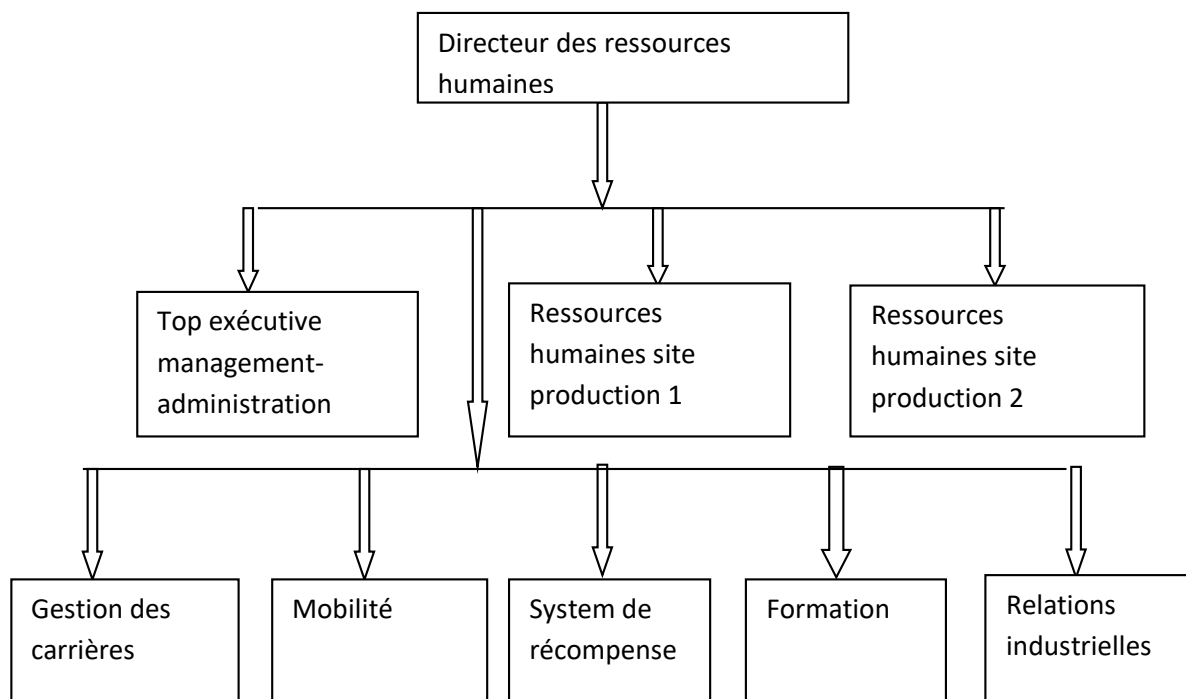 Directeur des ressources
humaines
Top exécutive
management-
administration
Ressources
humaines site
production 1
Ressources
humaines site
production 2
Gestion des
carrières
Mobilité
System de
récompense
Formation
Relations
industrielles